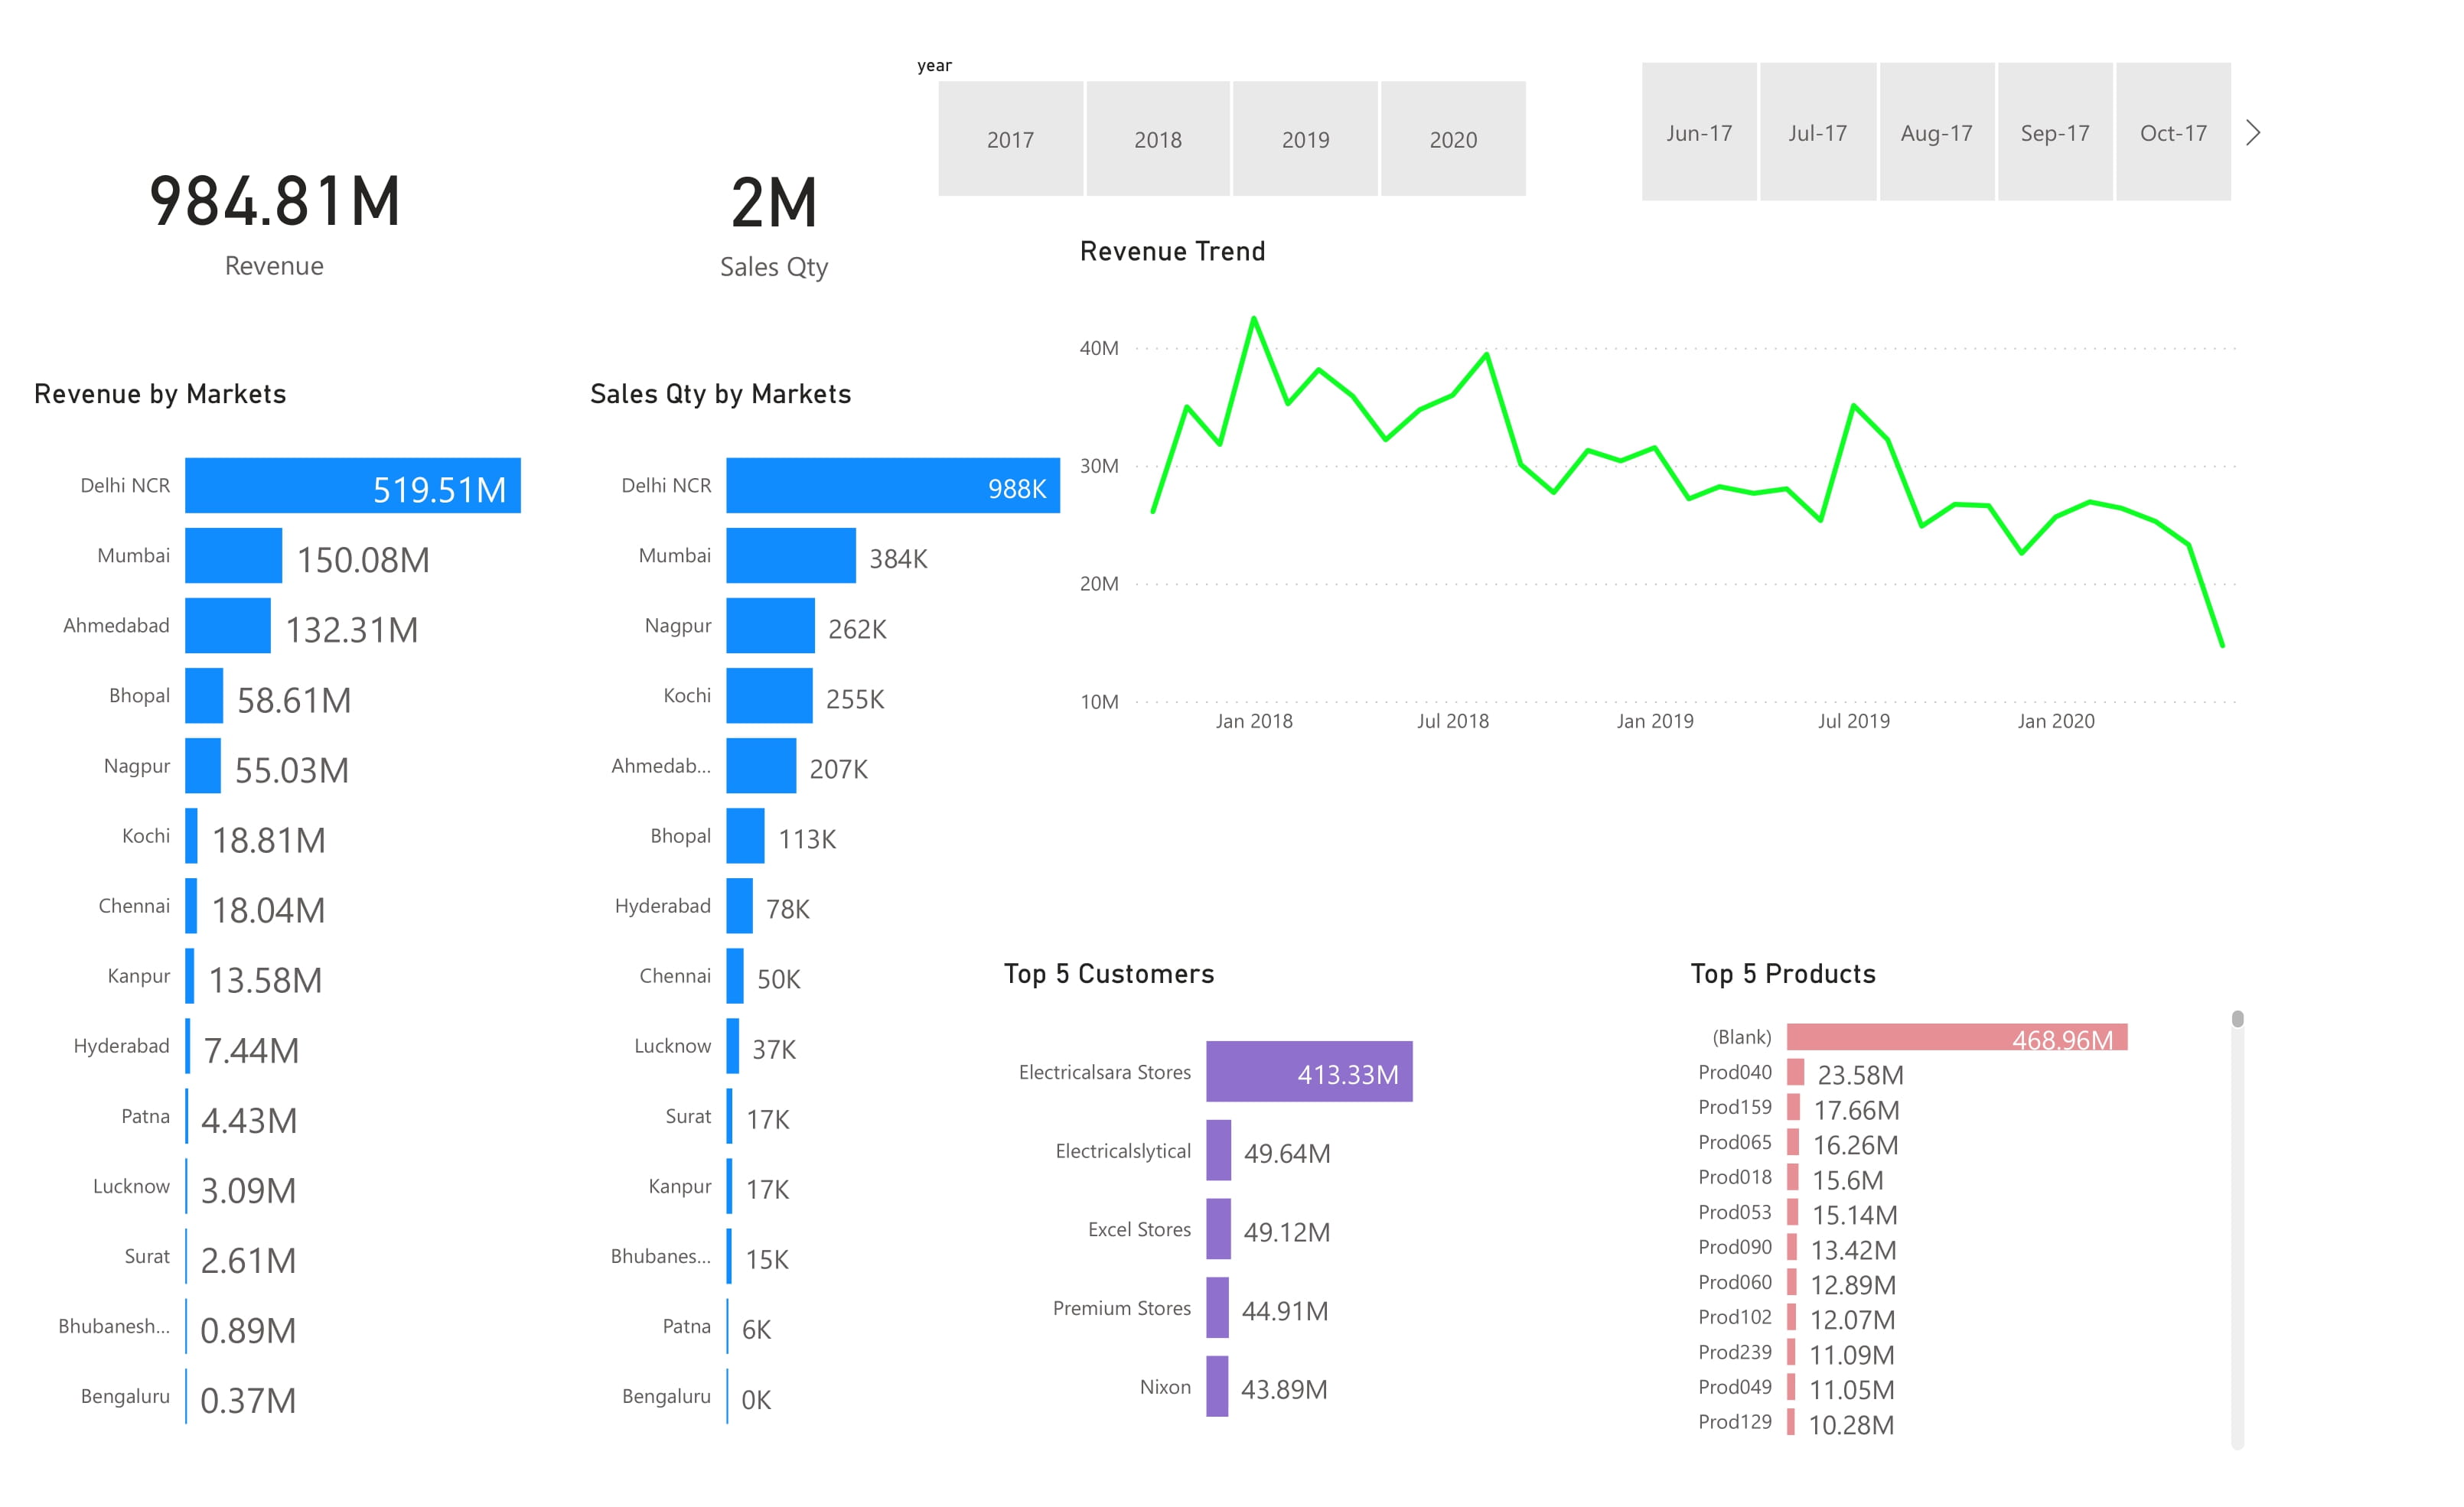 year
2017 2018 2019 2020
Jun-17 Jul-17 Aug-17 Sep-17 Oct-17
984.81M
Revenue
2M
Sales Qty
Revenue Trend
40M
30M
20M
10M
Jan 2018 Jul 2018 Jan 2019 Jul 2019 Jan 2020
Revenue by Markets
Delhi NCR 519.51M
Mumbai 150.08M
Ahmedabad 132.31M
Bhopal 58.61M
Nagpur 55.03M
Kochi 18.81M
Chennai 18.04M
Kanpur 13.58M
Hyderabad 7.44M
Patna 4.43M
Lucknow 3.09M
Surat 2.61M
Bhubanesh... 0.89M
Bengaluru 0.37M
Sales Qty by Markets
Delhi NCR 988K
Mumbai 384K
Nagpur 262K
Kochi 255K
Ahmedab... 207K
Bhopal 113K
Hyderabad 78K
Chennai 50K
Lucknow 37K
Surat 17K
Kanpur 17K
Bhubanes... 15K
Patna 6K
Bengaluru 0K
Top 5 Customers
Electricalsara Stores 413.33M
Electricalslytical 49.64M
Excel Stores 49.12M
Premium Stores 44.91M
Nixon 43.89M
Top 5 Products
(Blank) 468.96M
Prod040 23.58M
Prod159 17.66M
Prod065 16.26M
Prod018 15.6M
Prod053 15.14M
Prod090 13.42M
Prod060 12.89M
Prod102 12.07M
Prod239 11.09M
Prod049 11.05M
Prod129 10.28M